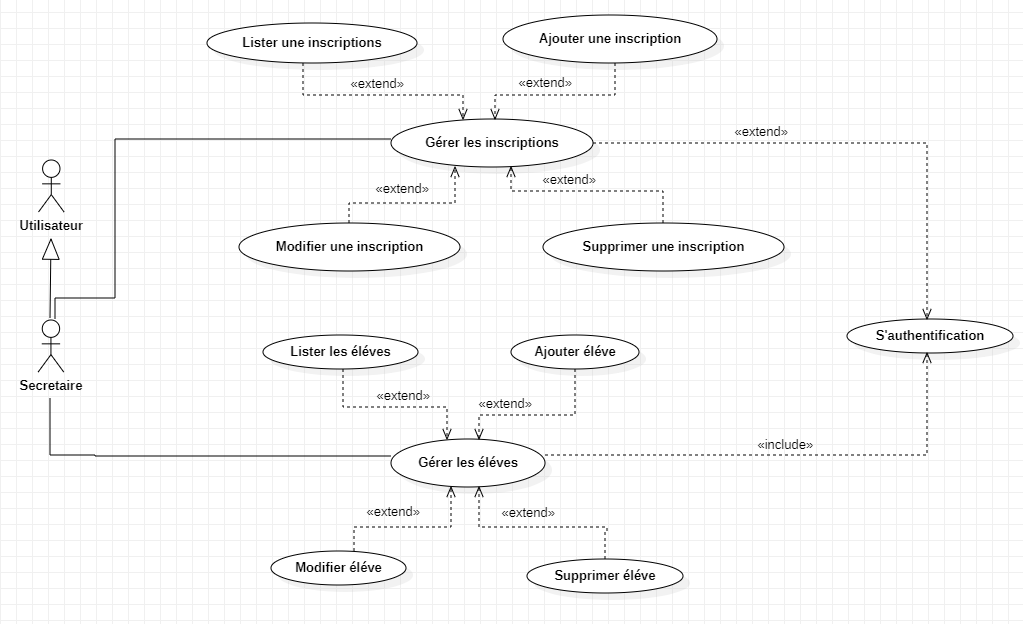 Lister une inscriptions
Ajouter une inscription
«extend»
«extend»
«extend»
Gérer les inscriptions
«extend»
«extend»
Utilisateur
Modifier une inscription
Supprimer une inscription
S'authentification
Lister les éléves
Ajouter éléve
Secretaire
«extend»
«extend»
«include»
Gérer les éléves
«extend»
«extend»
Modifier éléve
Supprimer éléve